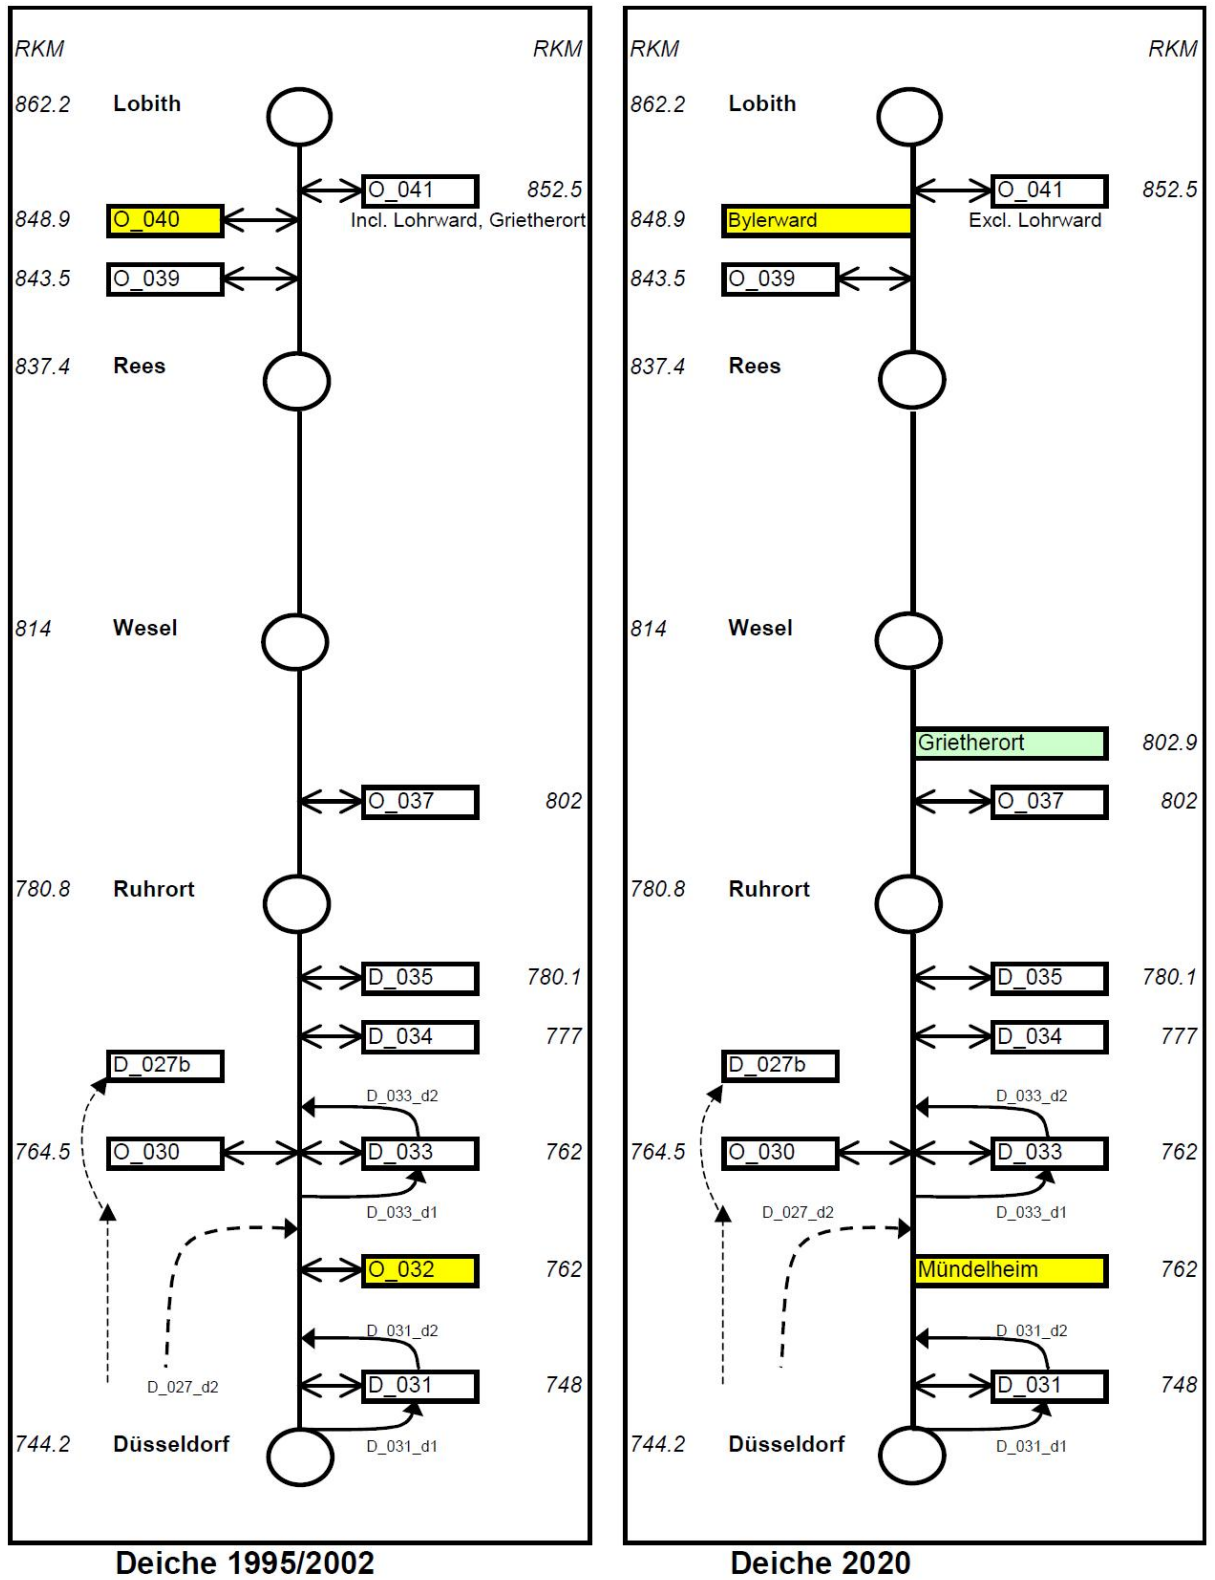 RKM RKM
862.2 Lobith
O_041 852.5
848.9 O_040 Incl. Lohrward, Grietherort
843.5 O_039
837.4 Rees
814 Wesel
O_037 802
780.8 Ruhrort
D_035 780.1
D_034 777
D_027b
D_033_d2
764.5 O_030 D_033 762
D_033_d1
O_032 762
D_031_d2
D_027_d2 D_031 748
744.2 Düsseldorf D_031_d1
Deiche 1995/2002
RKM RKM
862.2 Lobith
O_041 852.5
848.9 Bylerward Excl. Lohrward
843.5 O_039
837.4 Rees
814 Wesel
Grietherort 802.9
O_037 802
780.8 Ruhrort
D_035 780.1
D_034 777
D_027b
D_033_d2
764.5 O_030 D_033 762
D_027_d2 D_033_d1
Mündelheim 762
D_031_d2
D_031 748
744.2 Düsseldorf D_031_d1
Deiche 2020